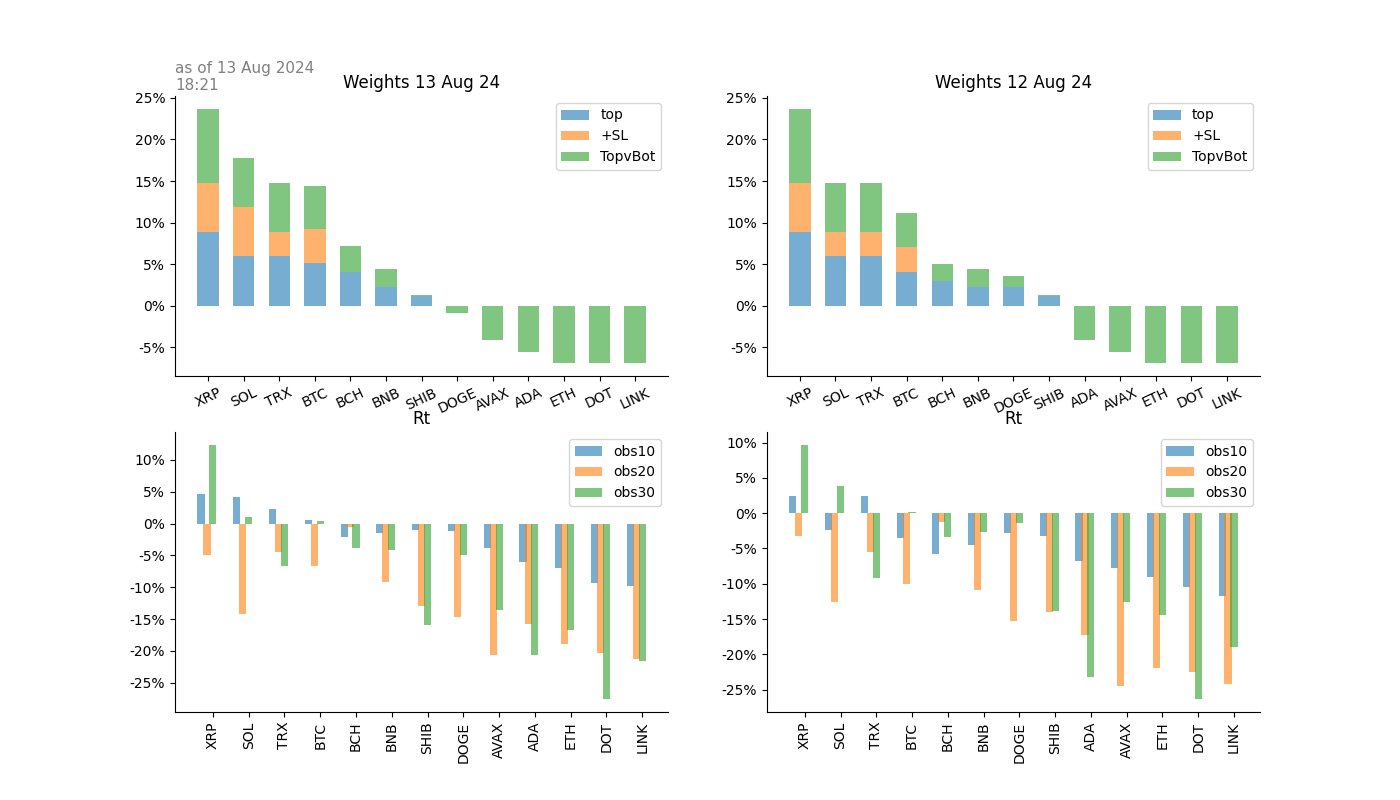 as of 13 Aug 2024
18:21
Weights 13 Aug 24
25%
20%
15%
10%
5%
0%
-5%
top
+SL
TopvBot
XRP SOL TRX BTC BCH BNB SHIB DOGE AVAX ADA ETH DOT LINK
Weights 12 Aug 24
25%
20%
15%
10%
5%
0%
-5%
top
+SL
TopvBot
XRP SOL TRX BTC BCH BNB DOGE SHIB ADA AVAX ETH DOT LINK
Rt
10%
5%
0%
-5%
-10%
-15%
-20%
-25%
obs10
obs20
obs30
XRP SOL TRX BTC BCH BNB SHIB DOGE AVAX ADA ETH DOT LINK
Rt
10%
5%
0%
-5%
-10%
-15%
-20%
-25%
obs10
obs20
obs30
XRP SOL TRX BTC BCH BNB DOGE SHIB ADA AVAX ETH DOT LINK